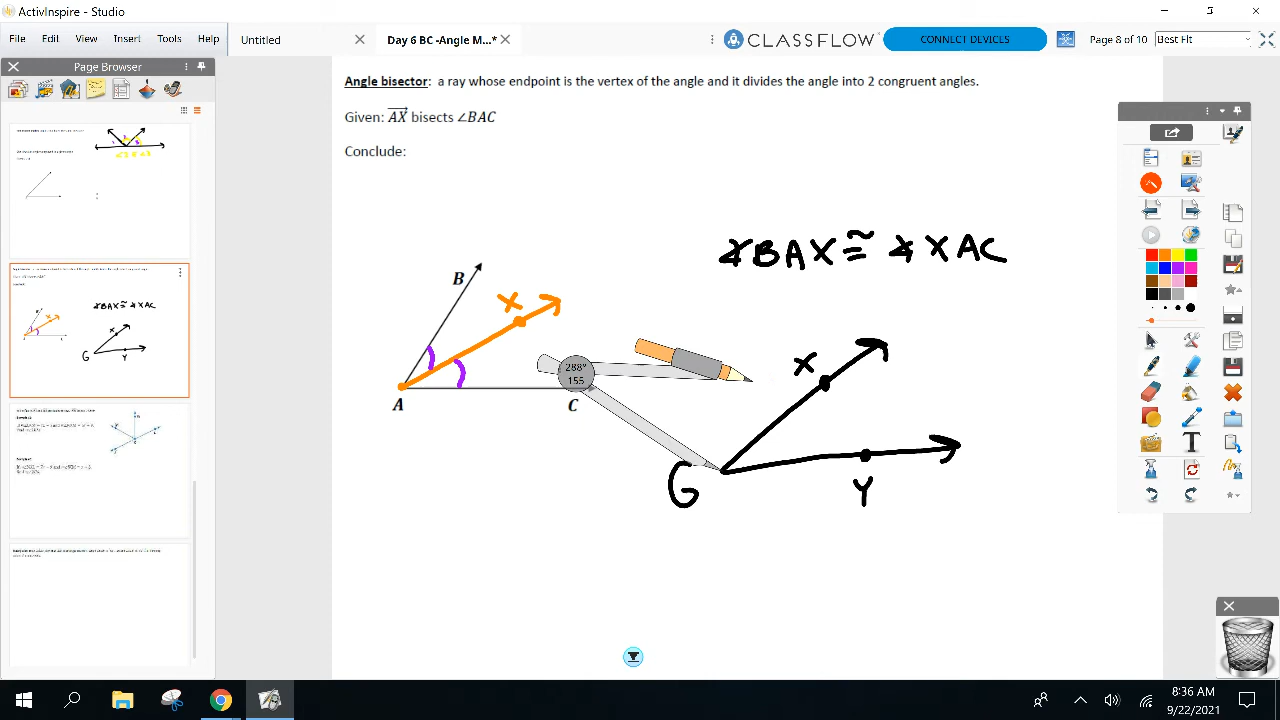 ActivInspire - Studio
File Edit View Insert Tools Help
Untitled
Day 6 BC -Angle M...*
CLASSFLOW
CONNECT DEVICES
Page 8 of 10
Best Fit
Page Browser
Angle bisector: a ray whose endpoint is the vertex of the angle and it divides the angle into 2 congruent angles.
Given: AX bisects ∠BAC
Conclude:
∡BAX ≅ ∡XAC
B
X
A
C
288°
155
X
G
Y
T
8:36 AM
9/22/2021